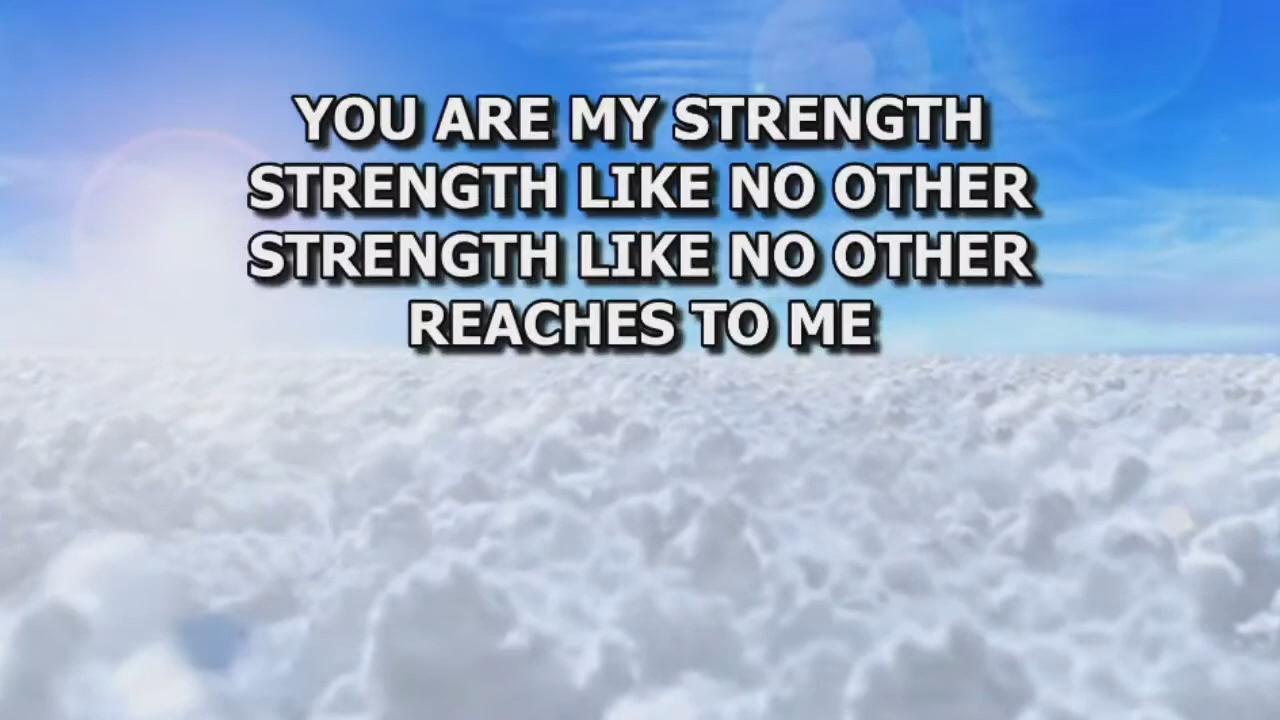 YOU ARE MY STRENGTH
STRENGTH LIKE NO OTHER
STRENGTH LIKE NO OTHER
REACHES TO ME